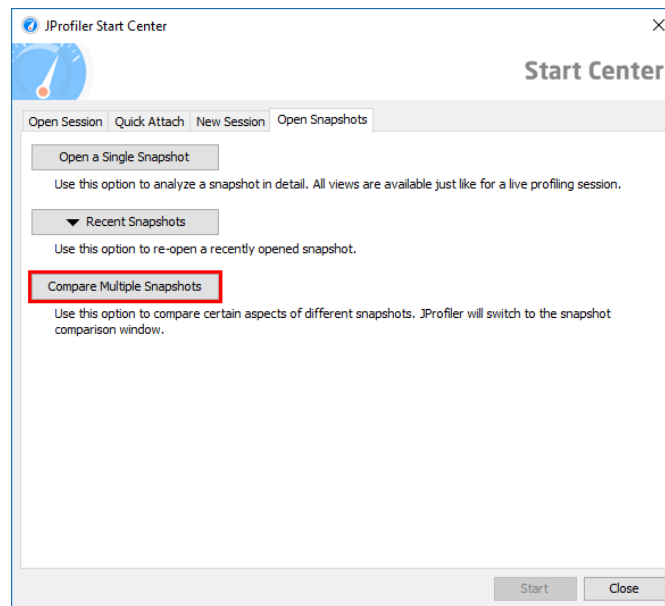 JProfiler Start Center
Start Center
Open Session Quick Attach New Session Open Snapshots
Open a Single Snapshot
Use this option to analyze a snapshot in detail. All views are available just like for a live profiling session.
Recent Snapshots
Use this option to re-open a recently opened snapshot.
Compare Multiple Snapshots
Use this option to compare certain aspects of different snapshots. JProfiler will switch to the snapshot
comparison window.
Start Close